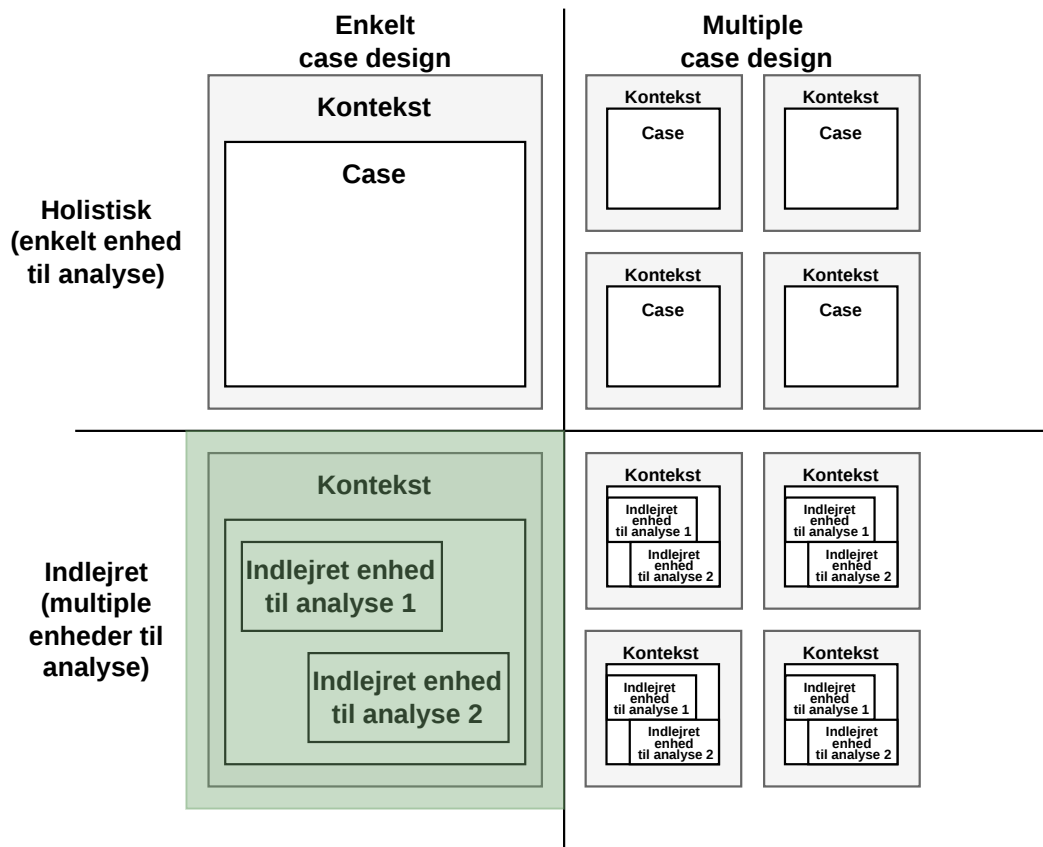 Enkelt
case design
Multiple
case design
Holistisk
(enkelt enhed
til analyse)
Kontekst
Case
Kontekst
Case
Kontekst
Case
Kontekst
Case
Kontekst
Case
Indlejret
(multiple
enheder til
analyse)
Kontekst
Indlejret enhed
til analyse 1
Indlejret enhed
til analyse 2
Kontekst
Indlejret
enhed
til analyse 1
Indlejret
enhed
til analyse 2
Kontekst
Indlejret
enhed
til analyse 1
Indlejret
enhed
til analyse 2
Kontekst
Indlejret
enhed
til analyse 1
Indlejret
enhed
til analyse 2
Kontekst
Indlejret
enhed
til analyse 1
Indlejret
enhed
til analyse 2